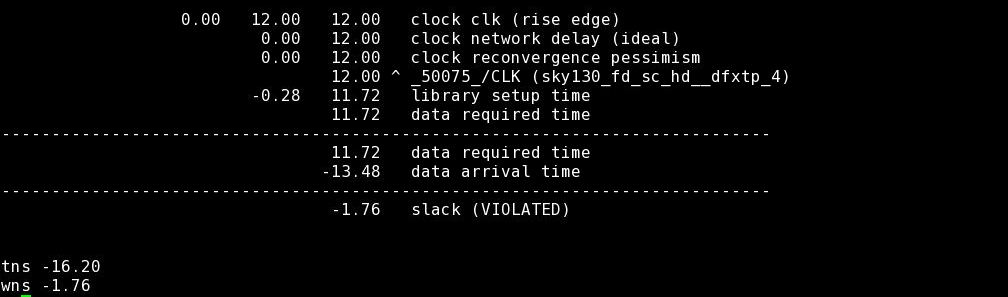 0.00 12.00 12.00 clock clk (rise edge)
0.00 12.00 clock network delay (ideal)
0.00 12.00 clock reconvergence pessimism
12.00 ^ _50075_/CLK (sky130_fd_sc_hd__dfxtp_4)
-0.28 11.72 library setup time
11.72 data required time
-----------------------------------------------------------------------------
11.72 data required time
-13.48 data arrival time
-----------------------------------------------------------------------------
-1.76 slack (VIOLATED)
tns -16.20
wns -1.76